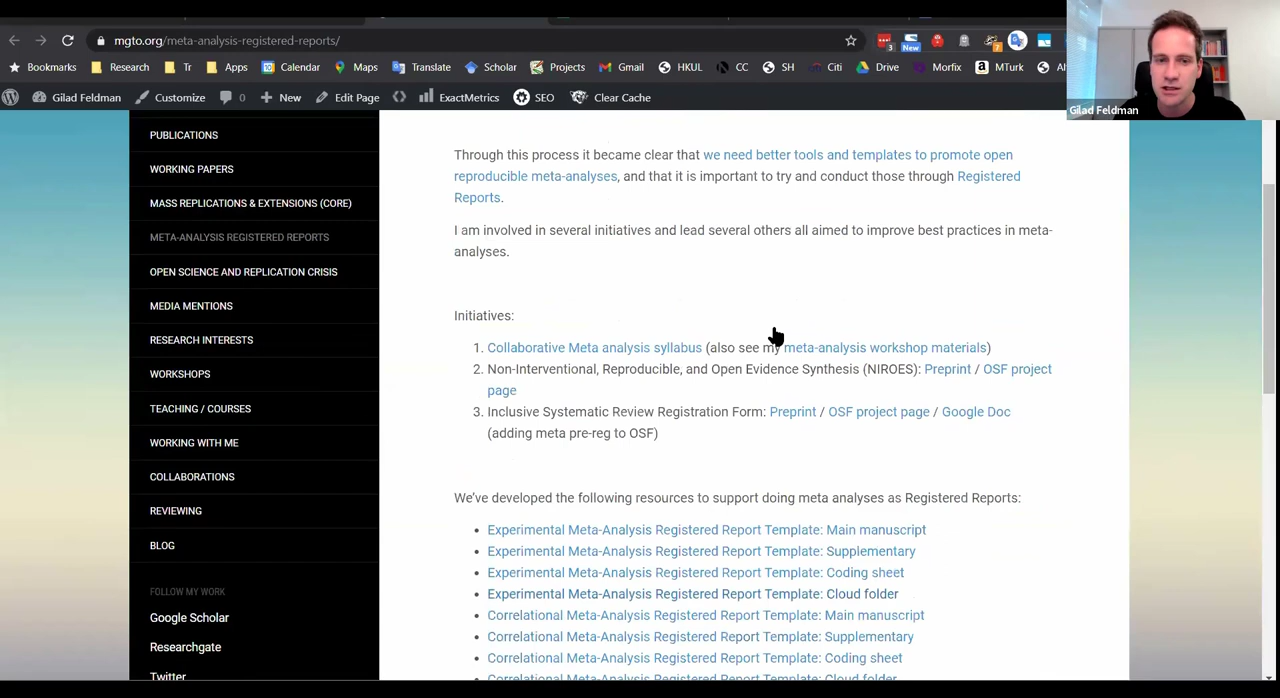 mgto.org/meta-analysis-registered-reports/
3
New
7
Bookmarks Research Tr Apps Calendar Maps Translate Scholar Projects Gmail HKUL CC SH Citi Drive Morfix MTurk
Gilad Feldman Customize 0 New Edit Page ExactMetrics SEO Clear Cache
Gilad Feldman
PUBLICATIONS
WORKING PAPERS
MASS REPLICATIONS & EXTENSIONS (CORE)
META-ANALYSIS REGISTERED REPORTS
OPEN SCIENCE AND REPLICATION CRISIS
MEDIA MENTIONS
RESEARCH INTERESTS
WORKSHOPS
TEACHING / COURSES
WORKING WITH ME
COLLABORATIONS
REVIEWING
BLOG
FOLLOW MY WORK
Google Scholar
Researchgate
Twitter
Through this process it became clear that we need better tools and templates to promote open
reproducible meta-analyses, and that it is important to try and conduct those through Registered
Reports.
I am involved in several initiatives and lead several others all aimed to improve best practices in meta-
analyses.
Initiatives:
1. Collaborative Meta analysis syllabus (also see my meta-analysis workshop materials)
2. Non-Interventional, Reproducible, and Open Evidence Synthesis (NIROES): Preprint / OSF project
page
3. Inclusive Systematic Review Registration Form: Preprint / OSF project page / Google Doc
(adding meta pre-reg to OSF)
We've developed the following resources to support doing meta analyses as Registered Reports:
• Experimental Meta-Analysis Registered Report Template: Main manuscript
• Experimental Meta-Analysis Registered Report Template: Supplementary
• Experimental Meta-Analysis Registered Report Template: Coding sheet
• Experimental Meta-Analysis Registered Report Template: Cloud folder
• Correlational Meta-Analysis Registered Report Template: Main manuscript
• Correlational Meta-Analysis Registered Report Template: Supplementary
• Correlational Meta-Analysis Registered Report Template: Coding sheet
• Correlational Meta-Analysis Registered Report Template: Cloud folder